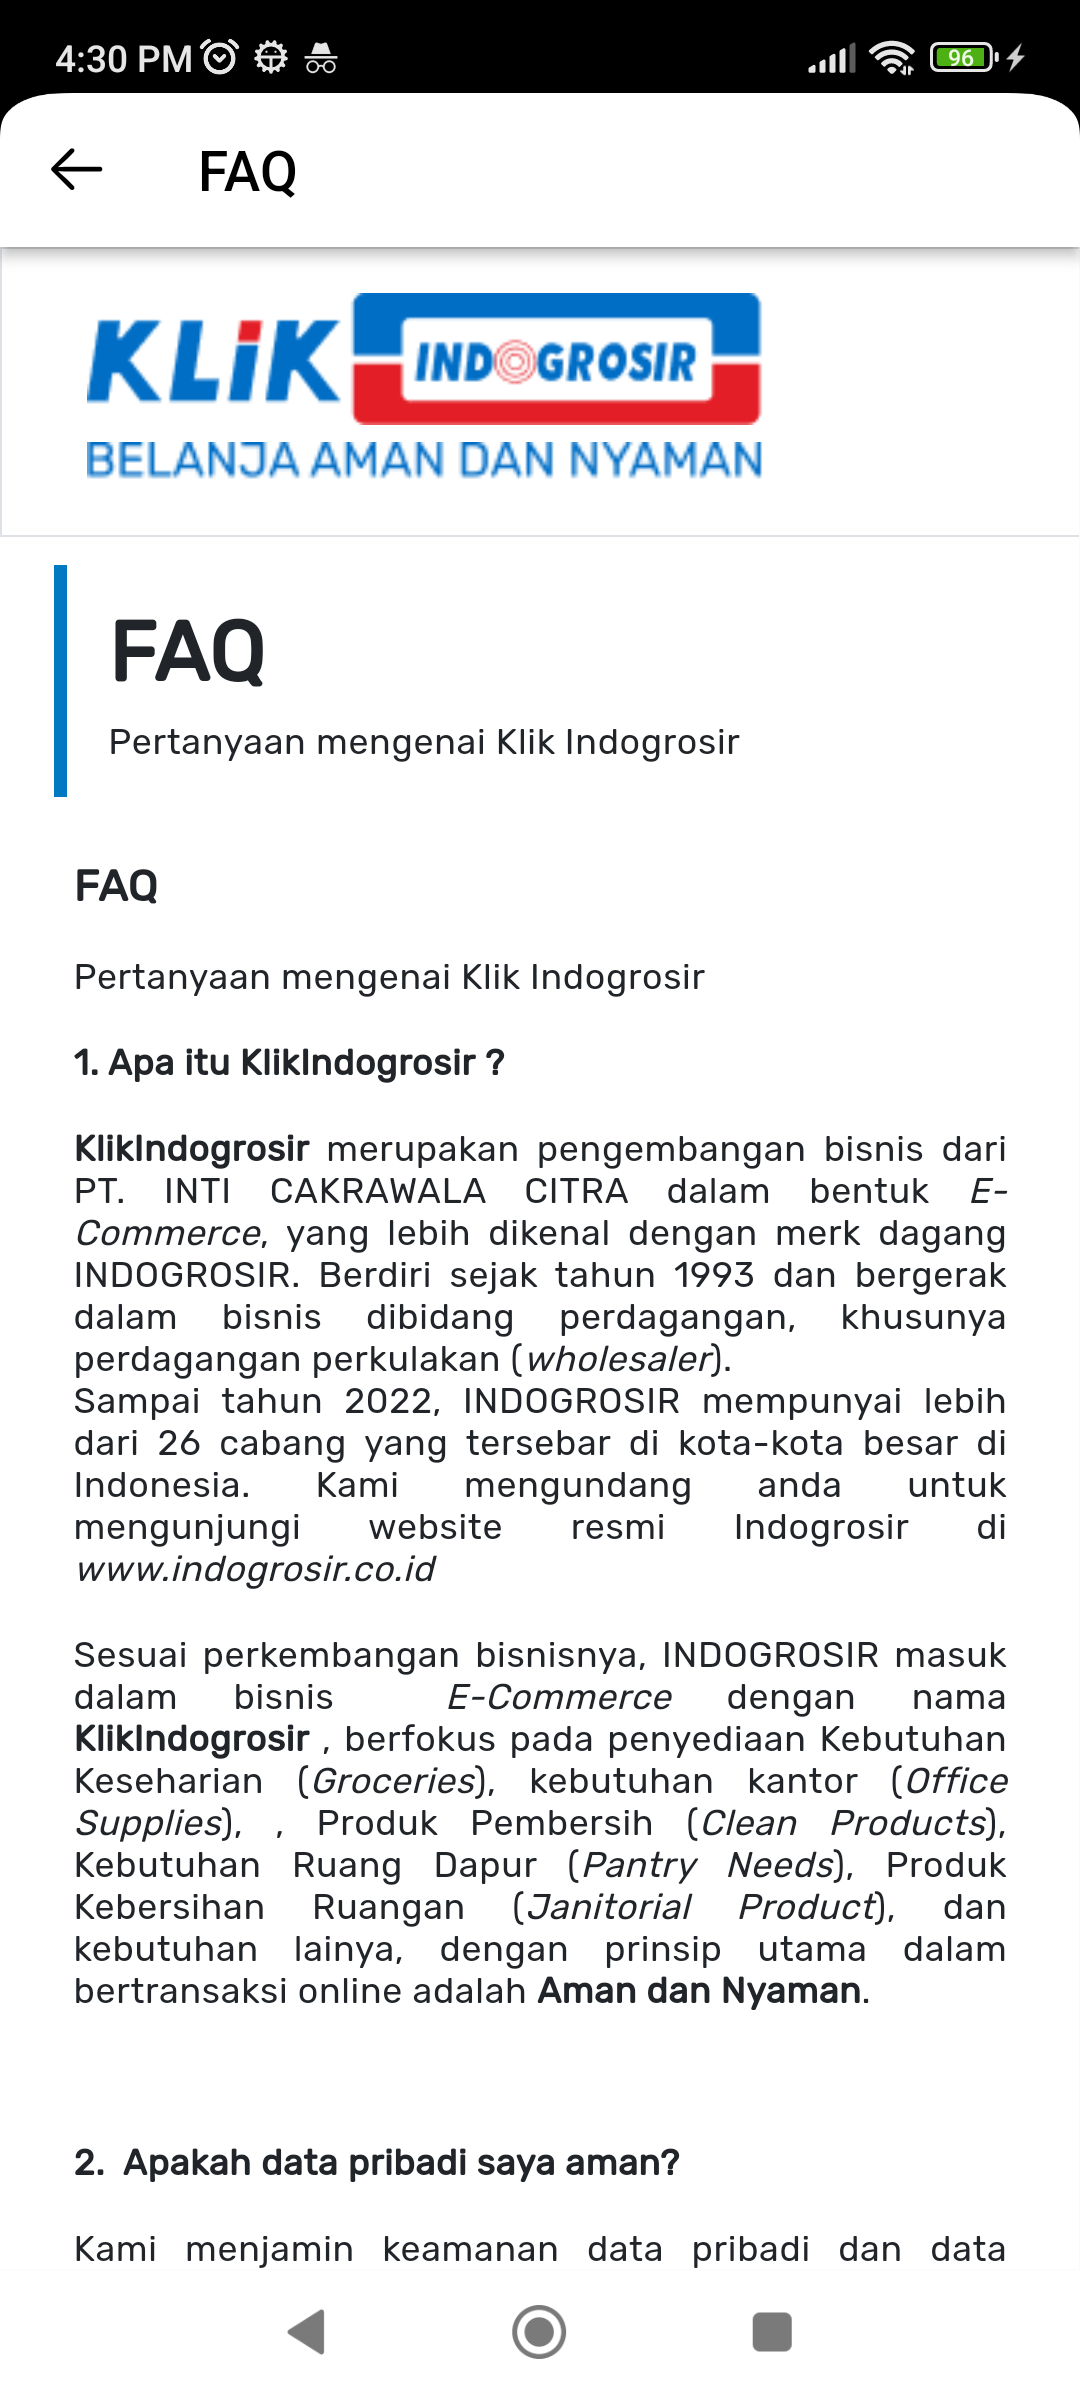 4:30 PM
96
FAQ
KLiK INDOGROSIR
BELANJA AMAN DAN NYAMAN
FAQ
Pertanyaan mengenai Klik Indogrosir
FAQ
Pertanyaan mengenai Klik Indogrosir
1. Apa itu KlikIndogrosir ?
KlikIndogrosir merupakan pengembangan bisnis dari
PT. INTI CAKRAWALA CITRA dalam bentuk E-
Commerce, yang lebih dikenal dengan merk dagang
INDOGROSIR. Berdiri sejak tahun 1993 dan bergerak
dalam bisnis dibidang perdagangan, khusunya
perdagangan perkulakan (wholesaler).
Sampai tahun 2022, INDOGROSIR mempunyai lebih
dari 26 cabang yang tersebar di kota-kota besar di
Indonesia. Kami mengundang anda untuk
mengunjungi website resmi Indogrosir di
www.indogrosir.co.id
Sesuai perkembangan bisnisnya, INDOGROSIR masuk
dalam bisnis E-Commerce dengan nama
KlikIndogrosir , berfokus pada penyediaan Kebutuhan
Keseharian (Groceries), kebutuhan kantor (Office
Supplies), , Produk Pembersih (Clean Products),
Kebutuhan Ruang Dapur (Pantry Needs), Produk
Kebersihan Ruangan (Janitorial Product), dan
kebutuhan lainya, dengan prinsip utama dalam
bertransaksi online adalah Aman dan Nyaman.
2. Apakah data pribadi saya aman?
Kami menjamin keamanan data pribadi dan data